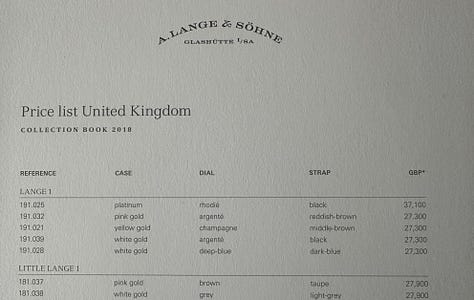 A. LANGE & SÖHNE
GLASHÜTTE I/SA
Price list United Kingdom
COLLECTION BOOK 2018
REFERENCE CASE DIAL STRAP GBP*
LANGE 1
191.025 platinum rhodié black 37,100
191.032 pink gold argenté reddish-brown 27,300
191.021 yellow gold champagne middle-brown 27,300
191.039 white gold argenté black 27,300
191.028 white gold deep-blue dark-blue 27,300
LITTLE LANGE 1
181.037 pink gold brown taupe 27,900
181.038 white gold grey light-grey 27,900